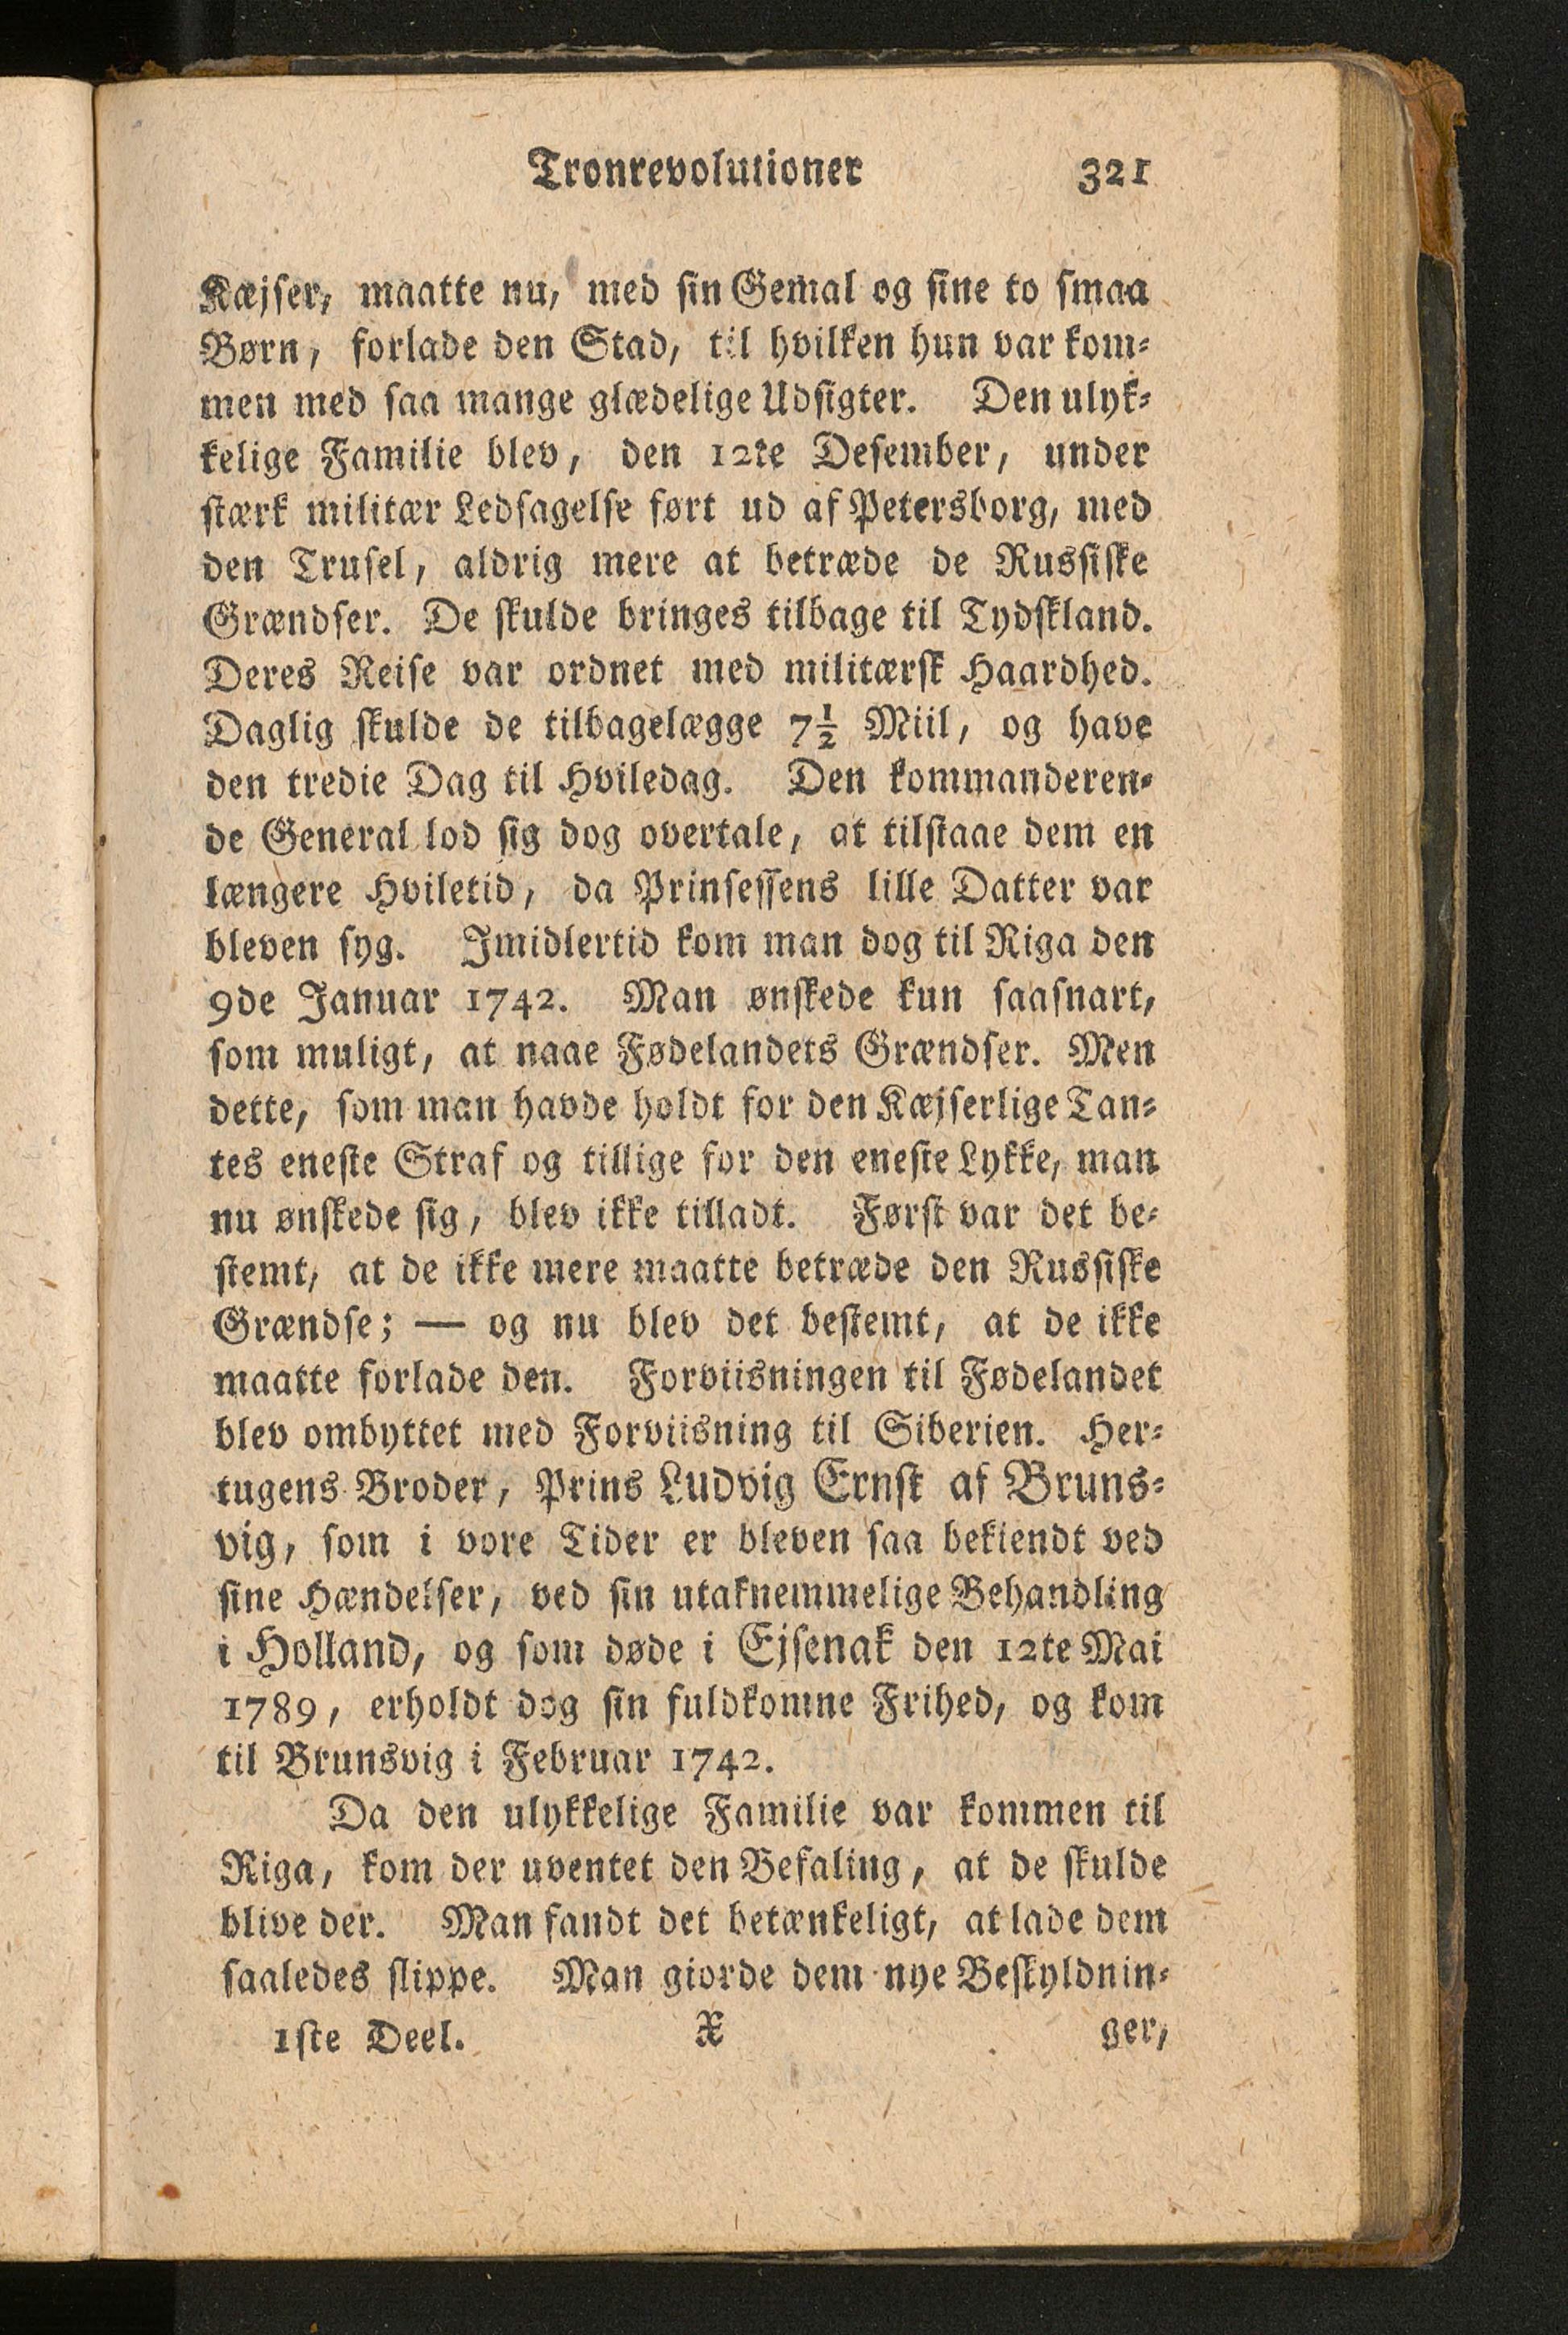 Tronrevolutioner 321
Kæjser, maatte nu, med sin Gemal og sine to smaa
Børn, forlade den Stad, til hvilken hun var kom-
men med saa mange glædelige Udsigter. Den ulyk-
kelige Familie blev, den 12te Desember, under
stærk militær Ledsagelse ført ud af Petersborg, med
den Trusel, aldrig mere at betræde de Russiske
Grændser. De skulde bringes tilbage til Tydskland.
Deres Reise var ordnet med militærsk Haardhed.
Daglig skulde de tilbagelægge 7½ Miil, og have
den tredie Dag til Hviledag. Den kommanderen-
de General lod sig dog overtale, at tilstaae dem en
længere Hviletid, da Prinsessens lille Datter var
bleven syg. Imidlertid kom man dog til Riga den
9de Januar 1742. Man ønskede kun saasnart,
som muligt, at naae Fødelandets Grændser. Men
dette, som man havde holdt for den Kæjserlige Tan-
tes eneste Straf og tillige for den eneste Lykke, man
nu ønskede sig, blev ikke tilladt. Først var det be-
stemt, at de ikke mere maatte betræde den Russiske
Grændse; — og nu blev det bestemt, at de ikke
maatte forlade den. Forviisningen til Fødelandet
blev ombyttet med Forviisning til Siberien. Her-
tugens Broder, Prins Ludvig Ernst af Bruns-
vig, som i vore Tider er bleven saa bekiendt ved
sine Hændelser, ved sin utaknemmelige Behandling
i Holland, og som døde i Ejsenak den 12te Mai
1789, erholdt dog sin fuldkomne Frihed, og kom
til Brunsvig i Februar 1742.
Da den ulykkelige Familie var kommen til
Riga, kom der uventet den Befaling, at de skulde
blive der. Man fandt det betænkeligt, at lade dem
saaledes slippe. Man giorde dem nye Beskyldnin-
1ste Deel. X ger,